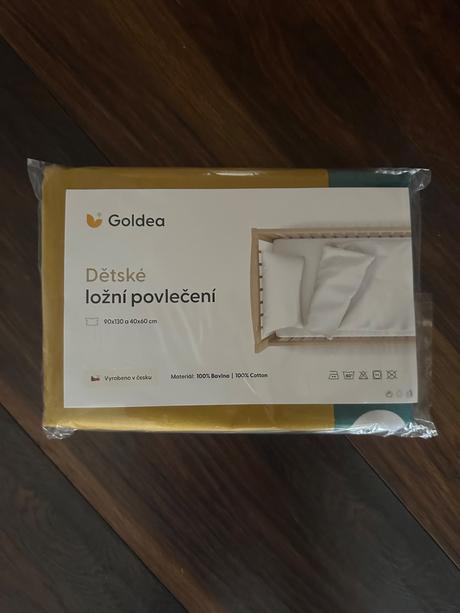 Goldea
Dětské
ložní povlečení
90x130 a 40x60 cm
Vyrobeno v česku
Materiál: 100% Bavlna | 100% Cotton